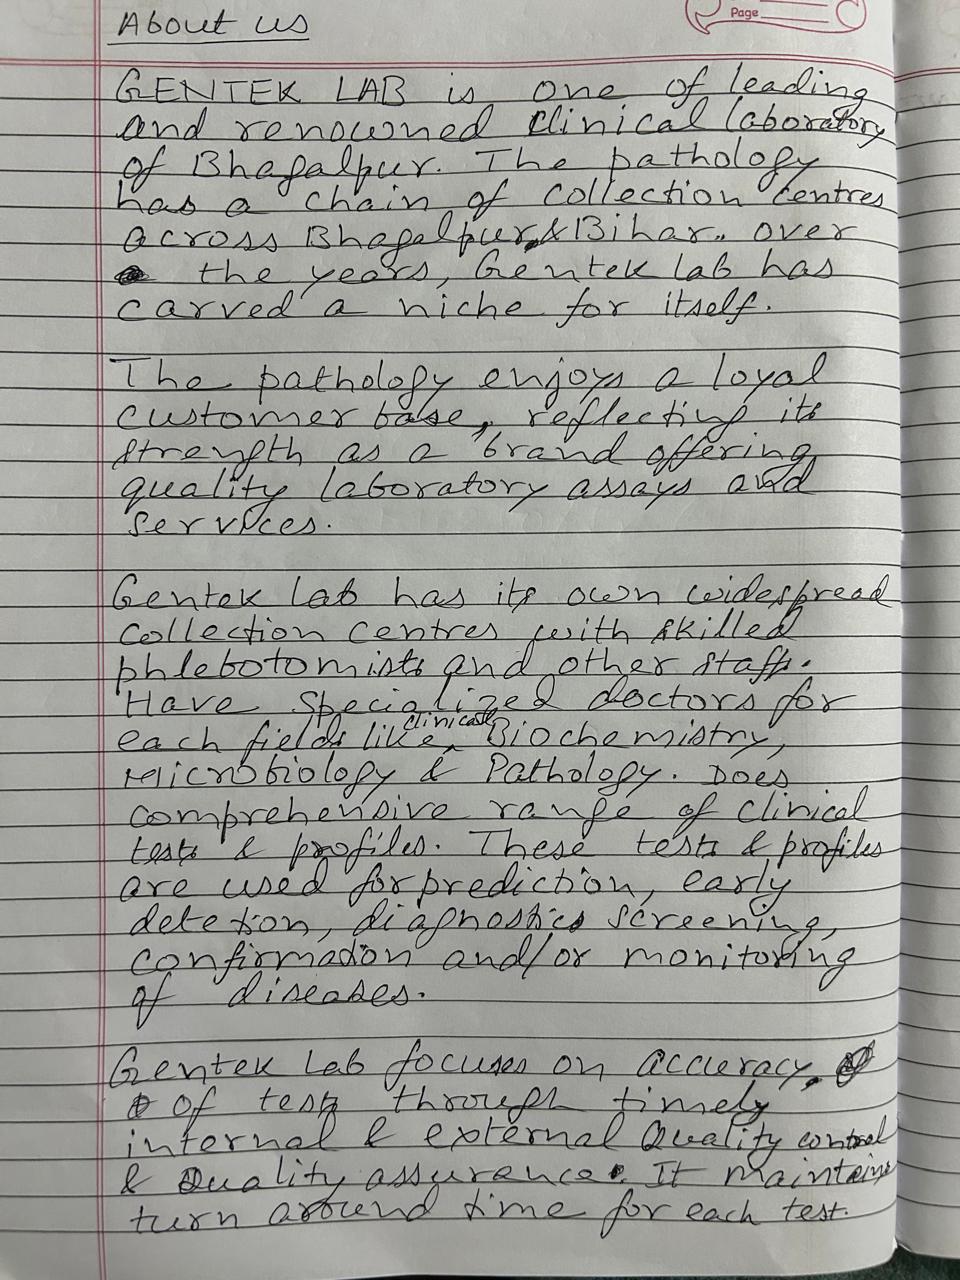 Page
About us
GENTEK LAB is one of leading
and renowned clinical laboratory
of Bhagalpur. The pathology
has a chain of collection centres
across Bhagalpur & Bihar. over
the years, Gentek lab has
carved a niche for itself.
The pathology enjoys a loyal
customer base, reflecting its
strength as a brand offering
quality laboratory assays and
services.
Gentek Lab has its own widespread
collection centres with skilled
phlebotomists and other staff.
Have specialized doctors for
each fields like, clinical Biochemistry,
Microbiology & Pathology. Does
comprehensive range of clinical
tests & profiles. These tests & profiles
are used for prediction, early
detetion, diagnostics screening,
confirmation and/or monitoring
of diseases.
Gentek Lab focuses on accuracy
of tests through timely
internal & external Quality control
& Quality assurance. It maintains
turn around time for each test.